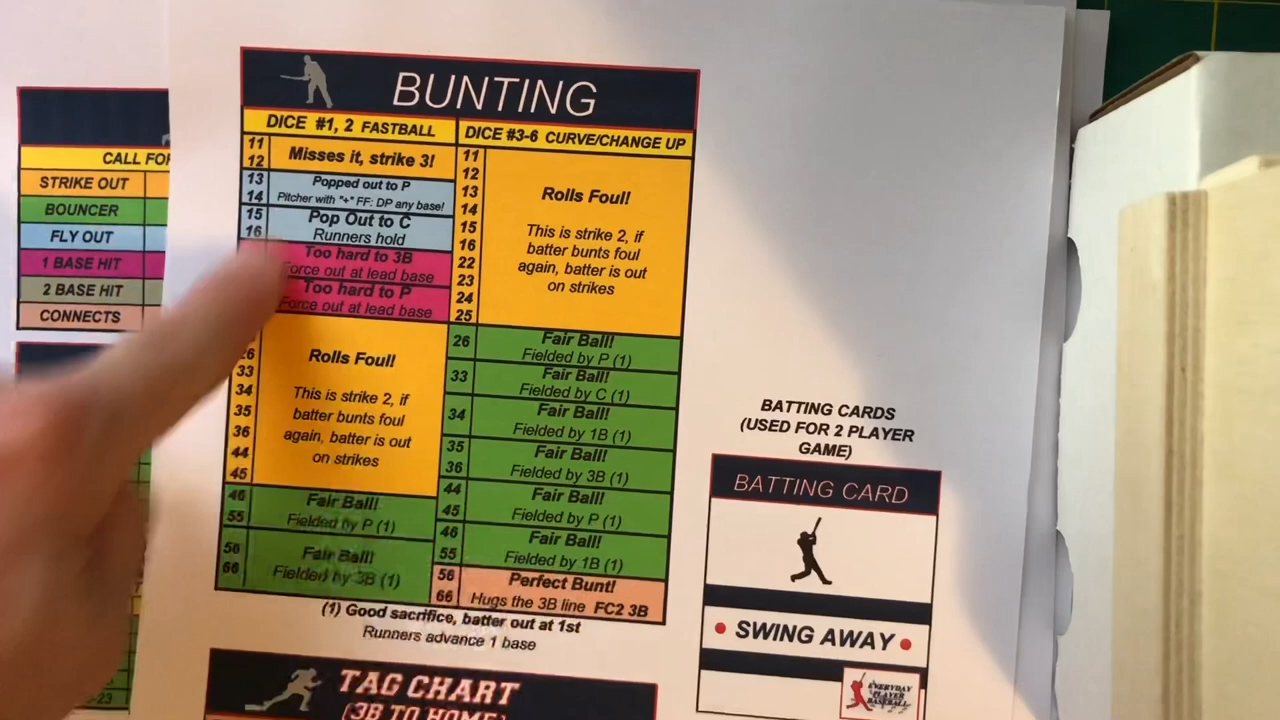 CALL FO
STRIKE OUT
BOUNCER
FLY OUT
1 BASE HIT
2 BASE HIT
CONNECTS
-23
BUNTING
DICE #1, 2 FASTBALL
11
12
Misses it, strike 3!
13
14
Popped out to P
Pitcher with "+" FF: DP any base!
15
16
Pop Out to C
Runners hold
Too hard to 3B
Force out at lead base
Too hard to P
Force out at lead base
26
33
34
35
36
44
45
Rolls Foul!
This is strike 2, if
batter bunts foul
again, batter is out
on strikes
46
55
Fair Ball!
Fielded by P (1)
56
66
Fair Ball!
Fielded by 3B (1)
DICE #3-6 CURVE/CHANGE UP
11
12
13
14
15
16
22
23
24
25
Rolls Foul!
This is strike 2, if
batter bunts foul
again, batter is out
on strikes
26
Fair Ball!
Fielded by P (1)
33
Fair Ball!
Fielded by C (1)
34
Fair Ball!
Fielded by 1B (1)
35
36
Fair Ball!
Fielded by 3B (1)
44
45
Fair Ball!
Fielded by P (1)
46
55
Fair Ball!
Fielded by 1B (1)
56
66
Perfect Bunt!
Hugs the 3B line FC2 3B
(1) Good sacrifice, batter out at 1st
Runners advance 1 base
TAG CHART
(3B TO HOME)
BATTING CARDS
(USED FOR 2 PLAYER
GAME)
BATTING CARD
• SWING AWAY •
EVERYDAY
PLAYER
BASEBALL